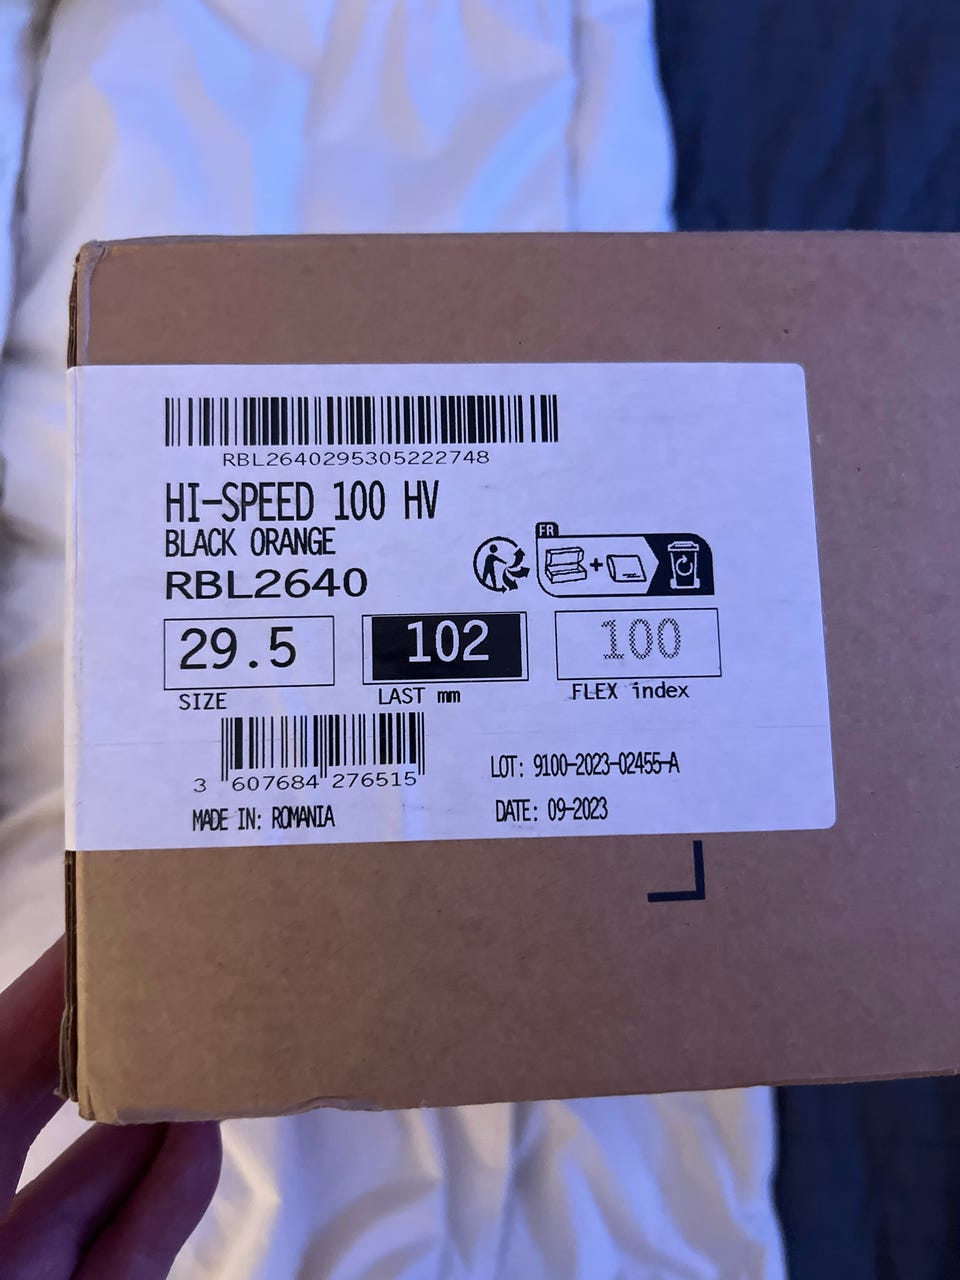 RBL2640295305222748
HI-SPEED 100 HV
BLACK ORANGE
RBL2640
FR
29.5
SIZE
102
LAST mm
100
FLEX index
3 607684 276515
LOT: 9100-2023-02455-A
MADE IN: ROMANIA
DATE: 09-2023